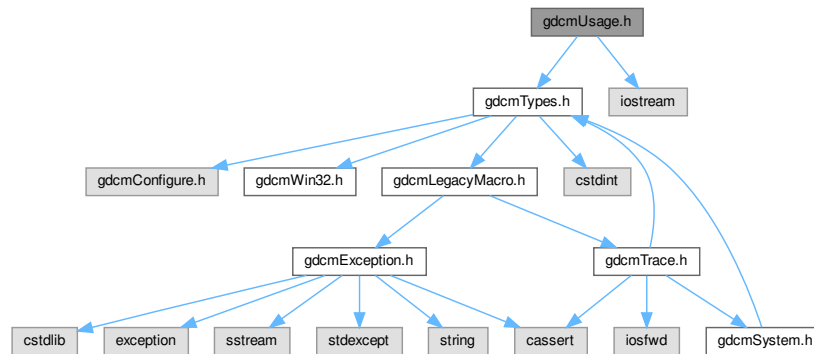 gdcmUsage.h
gdcmTypes.h
iostream
gdcmConfigure.h
gdcmWin32.h
gdcmLegacyMacro.h
cstdint
gdcmException.h
gdcmTrace.h
cstdlib
exception
sstream
stdexcept
string
cassert
iosfwd
gdcmSystem.h